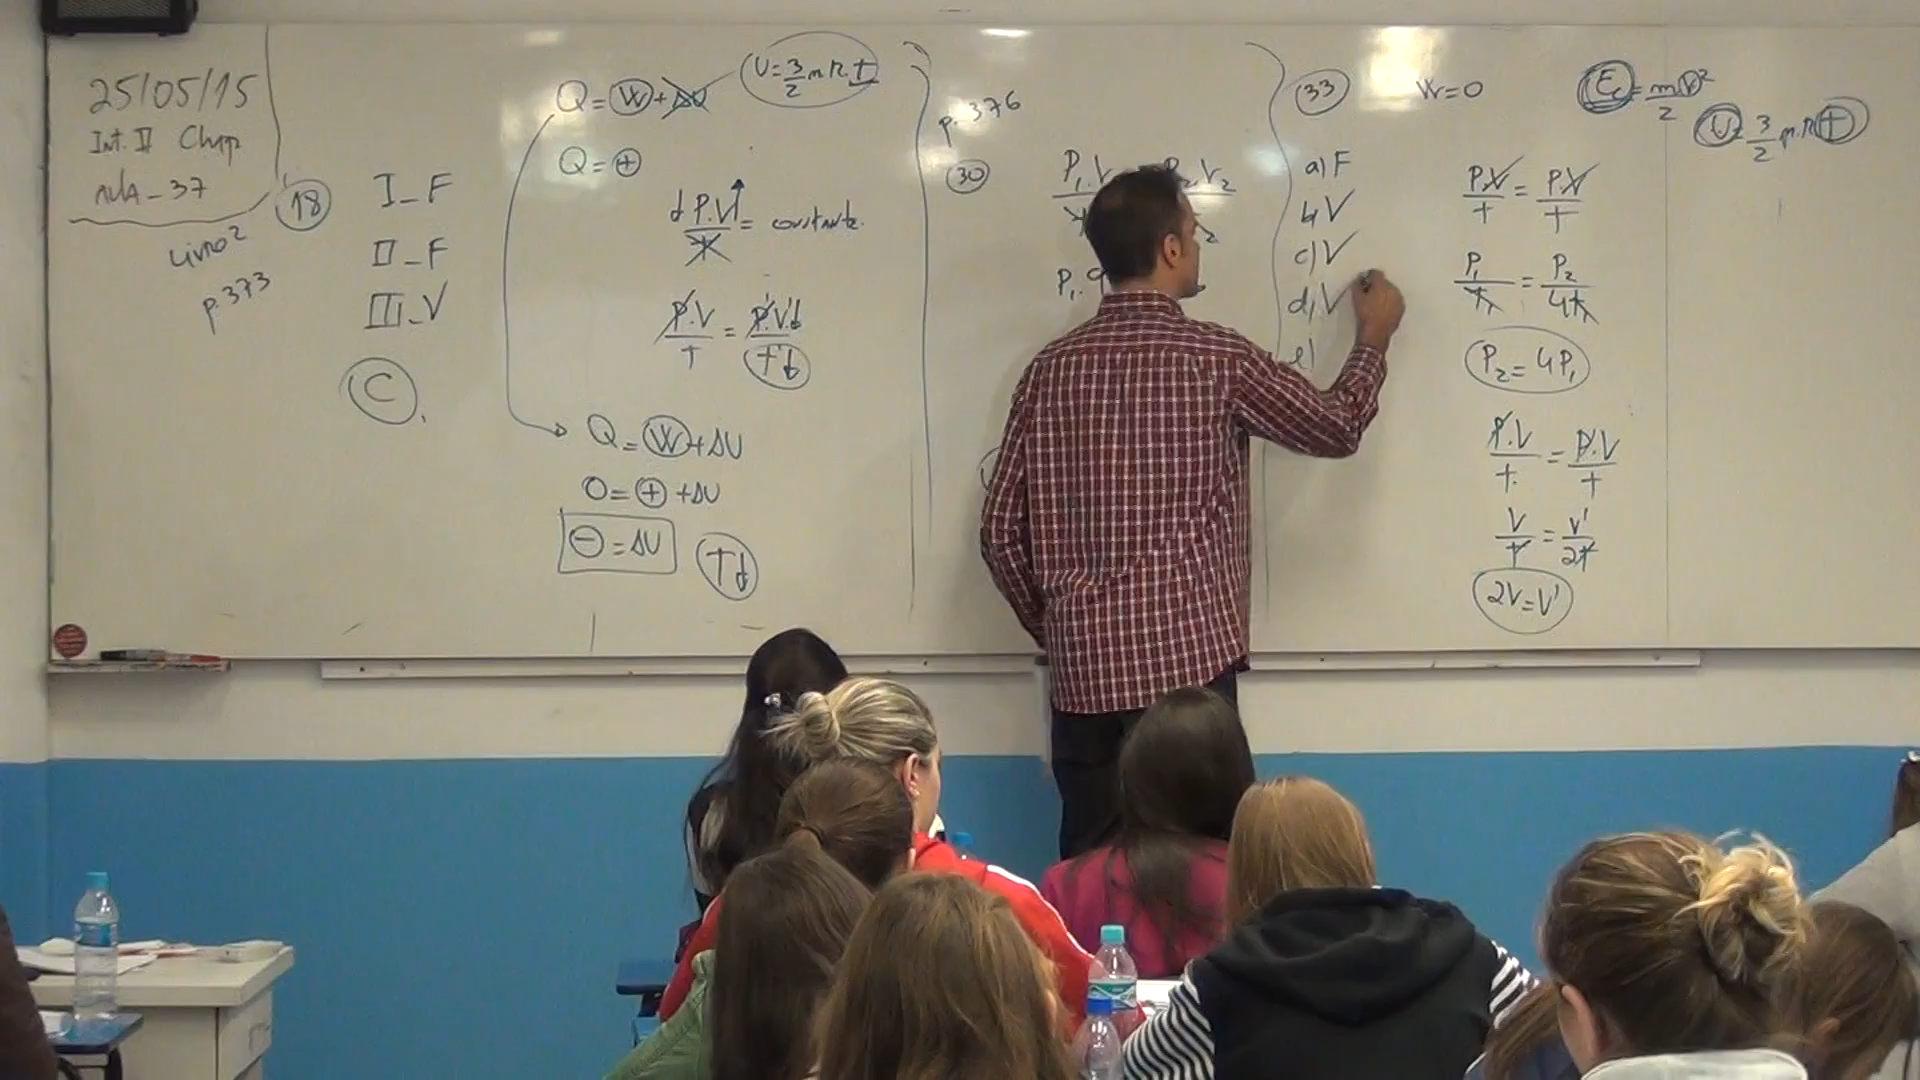 25/05/15
Int. II Chap
aula - 37
Livro 2
p. 373
18
I - F
II - F
III - V
C
Q = W + ΔU
U = 3/2 n R . T
Q = +
P.V↑ = constante
P.V/T = P'.V'↓/T'↓
Q = W + ΔU
0 = + + ΔU
- = ΔU
T↓
p. 376
30
P₁.V
V₂
P₁.
33
W = 0
a) F
b) V
c) V
d) V
e)
Ec = mV²/2
U = 3/2 n.R T
P.V/T = P.V/T
P₁/T = P₂/4T
P₂ = 4P₁
P.V/T = P.V/T
V/T = V'/2T
2V = V'